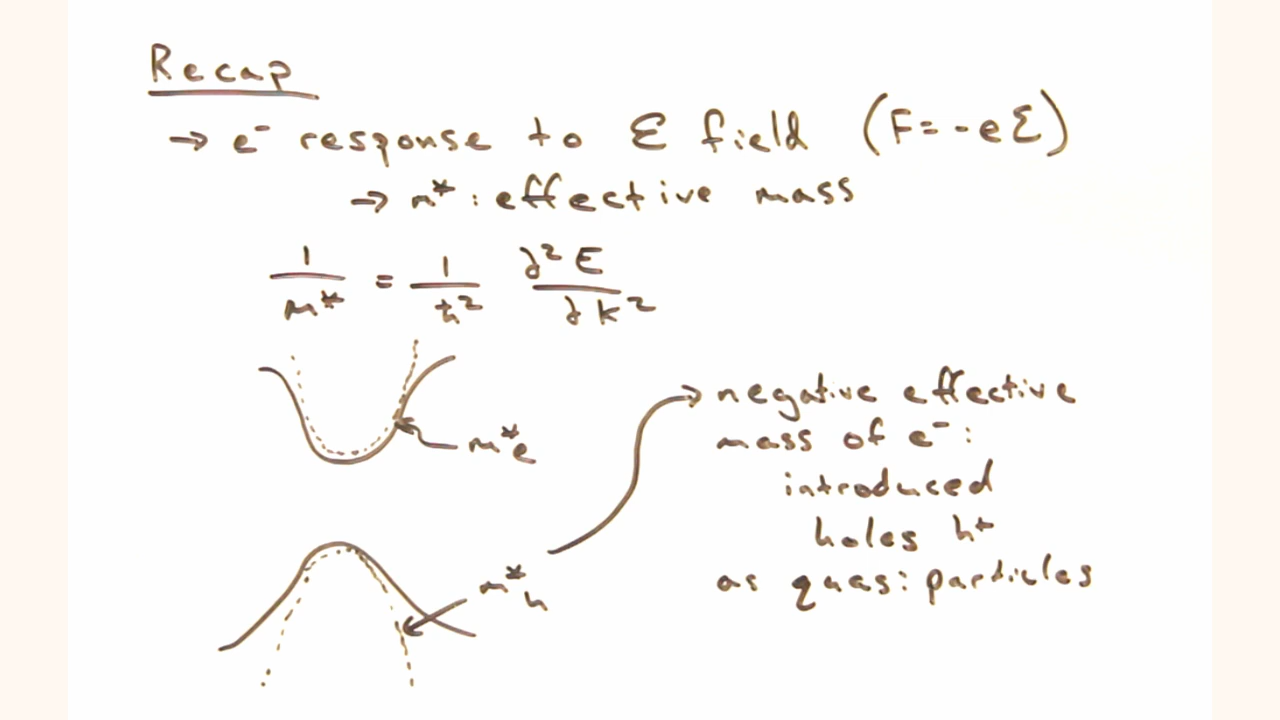 Recap
→ e⁻ response to Ɛ field (F=-eƐ)
→ m*: effective mass
1/m* = 1/ħ² ∂²E/∂k²
m*e
negative effective
mass of e⁻:
introduced
holes h⁺
as quasiparticles
m*h